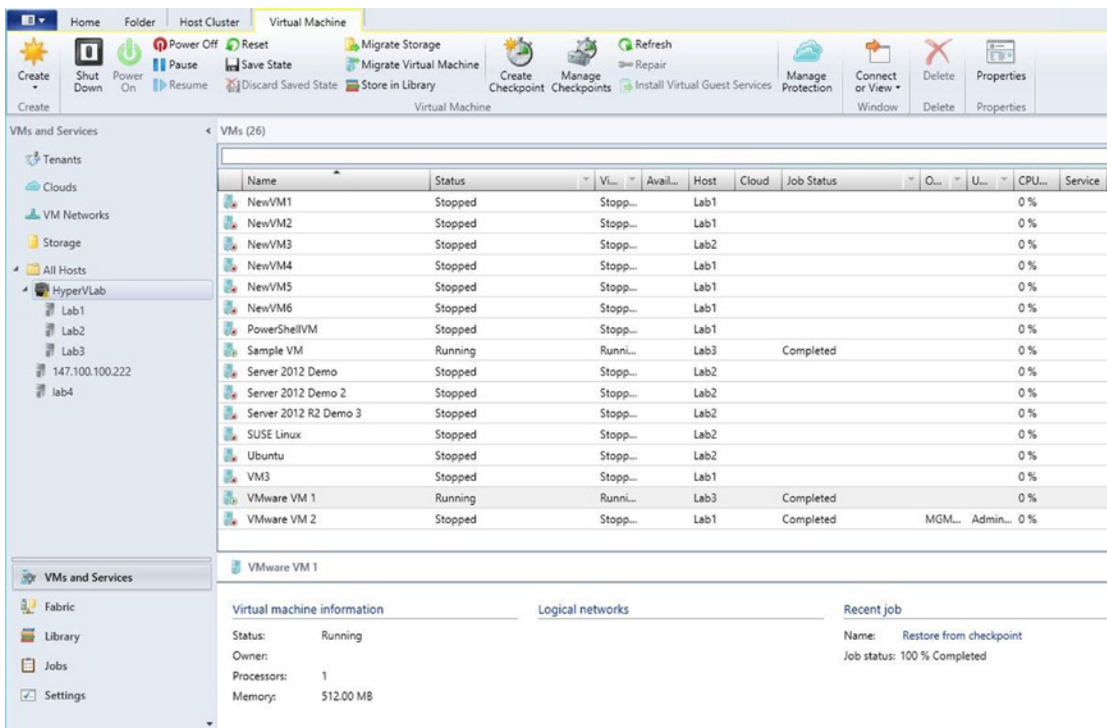 Home Folder Host Cluster Virtual Machine
Create
Shut Down
Power On
Power Off
Pause
Resume
Reset
Save State
Discard Saved State
Migrate Storage
Migrate Virtual Machine
Store in Library
Create Checkpoint
Manage Checkpoints
Refresh
Repair
Install Virtual Guest Services
Manage Protection
Connect or View
Delete
Properties
Create Virtual Machine Window Delete Properties
VMs and Services
Tenants
Clouds
VM Networks
Storage
All Hosts
HyperVLab
Lab1
Lab2
Lab3
147.100.100.222
lab4
VMs and Services
Fabric
Library
Jobs
Settings
VMs (26)
Name Status Vi... Avail... Host Cloud Job Status O... U... CPU... Service
NewVM1 Stopped Stopp... Lab1 0 %
NewVM2 Stopped Stopp... Lab1 0 %
NewVM3 Stopped Stopp... Lab2 0 %
NewVM4 Stopped Stopp... Lab1 0 %
NewVM5 Stopped Stopp... Lab1 0 %
NewVM6 Stopped Stopp... Lab1 0 %
PowerShellVM Stopped Stopp... Lab1 0 %
Sample VM Running Runni... Lab3 Completed 0 %
Server 2012 Demo Stopped Stopp... Lab2 0 %
Server 2012 Demo 2 Stopped Stopp... Lab2 0 %
Server 2012 R2 Demo 3 Stopped Stopp... Lab2 0 %
SUSE Linux Stopped Stopp... Lab2 0 %
Ubuntu Stopped Stopp... Lab2 0 %
VM3 Stopped Stopp... Lab1 0 %
VMware VM 1 Running Runni... Lab3 Completed 0 %
VMware VM 2 Stopped Stopp... Lab1 Completed MGM... Admin... 0 %
VMware VM 1
Virtual machine information
Status: Running
Owner:
Processors: 1
Memory: 512.00 MB
Logical networks
Recent job
Name: Restore from checkpoint
Job status: 100 % Completed